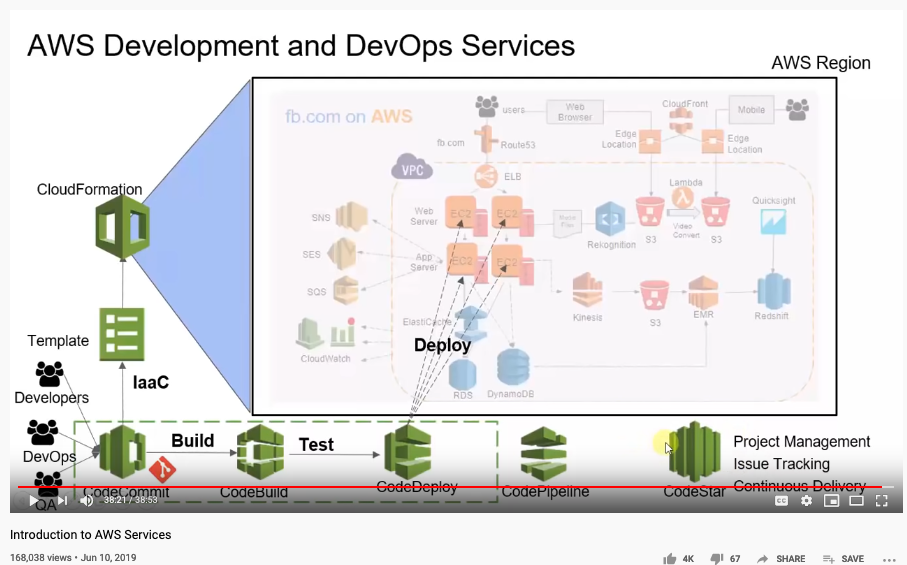 AWS Development and DevOps Services
AWS Region
fb.com on AWS
users
Web
Browser
CloudFront
Mobile
fb.com
Route53
Edge
Location
Edge
Location
VPC
ELB
CloudFormation
SNS
Web
Server
EC2
EC2
Rekognition
S3
Lambda
Video
Convert
S3
Quicksight
SES
App
Server
EC2
EC2
SQS
Kinesis
S3
EMR
Redshift
ElastiCache
CloudWatch
Deploy
RDS
DynamoDB
Template
IaaC
Developers
DevOps
QA
Build
Test
CodeCommit
CodeBuild
CodeDeploy
CodePipeline
CodeStar
Project Management
Issue Tracking
Continuous Delivery
38:21 / 38:53
CC
Introduction to AWS Services
168,038 views • Jun 10, 2019
4K
67
SHARE
SAVE